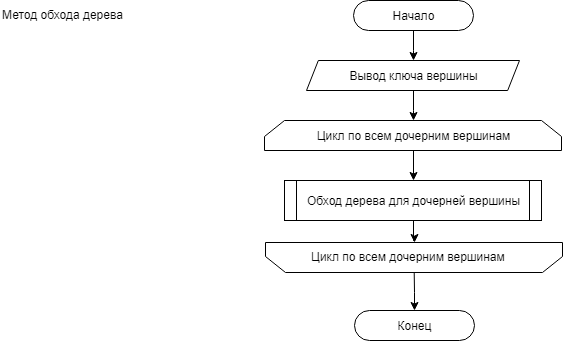 Метод обхода дерева
Начало
Вывод ключа вершины
Цикл по всем дочерним вершинам
Обход дерева для дочерней вершины
Цикл по всем дочерним вершинам
Конец